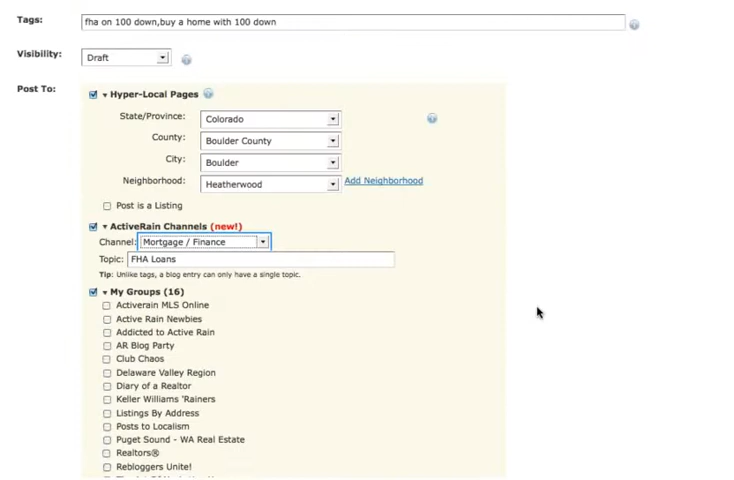 Tags: fha on 100 down,buy a home with 100 down
Visibility: Draft
Post To: Hyper-Local Pages
State/Province: Colorado
County: Boulder County
City: Boulder
Neighborhood: Heatherwood Add Neighborhood
Post is a Listing
ActiveRain Channels (new!)
Channel: Mortgage / Finance
Topic: FHA Loans
Tip: Unlike tags, a blog entry can only have a single topic.
My Groups (16)
Activerain MLS Online
Active Rain Newbies
Addicted to Active Rain
AR Blog Party
Club Chaos
Delaware Valley Region
Diary of a Realtor
Keller Williams 'Rainers
Listings By Address
Posts to Localism
Puget Sound - WA Real Estate
Realtors®
Rebloggers Unite!